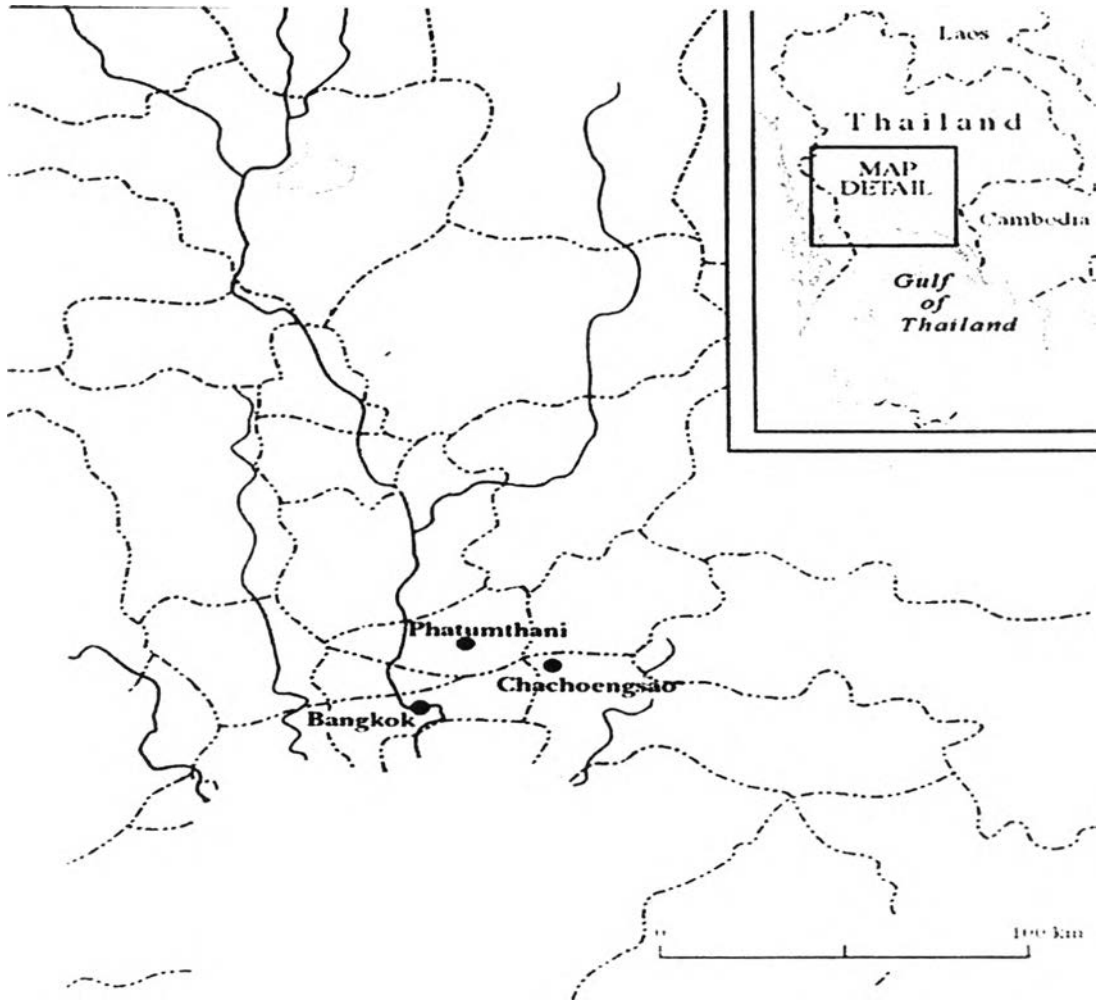 Laos
Thailand
MAP
DETAIL
Cambodia
Gulf
of
Thailand
Phatumthani
Chachoengsao
Bangkok
0 100 km